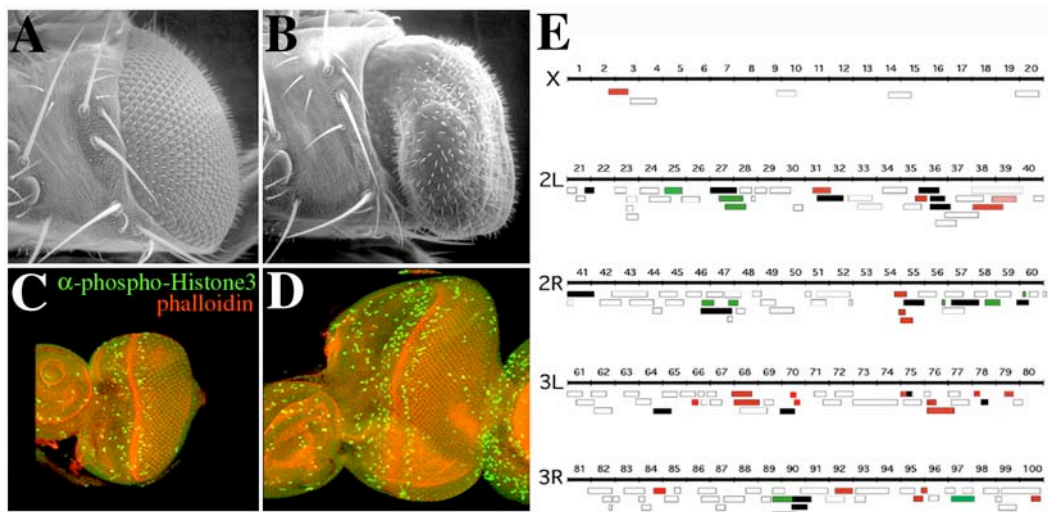 A
B
C
α-phospho-Histone3
phalloidin
D
E
1 2 3 4 5 6 7 8 9 10 11 12 13 14 15 16 17 18 19 20
X
21 22 23 24 25 26 27 28 29 30 31 32 33 34 35 36 37 38 39 40
2L
41 42 43 44 45 46 47 48 49 50 51 52 53 54 55 56 57 58 59 60
2R
61 62 63 64 65 66 67 68 69 70 71 72 73 74 75 76 77 78 79 80
3L
81 82 83 84 85 86 87 88 89 90 91 92 93 94 95 96 97 98 99 100
3R